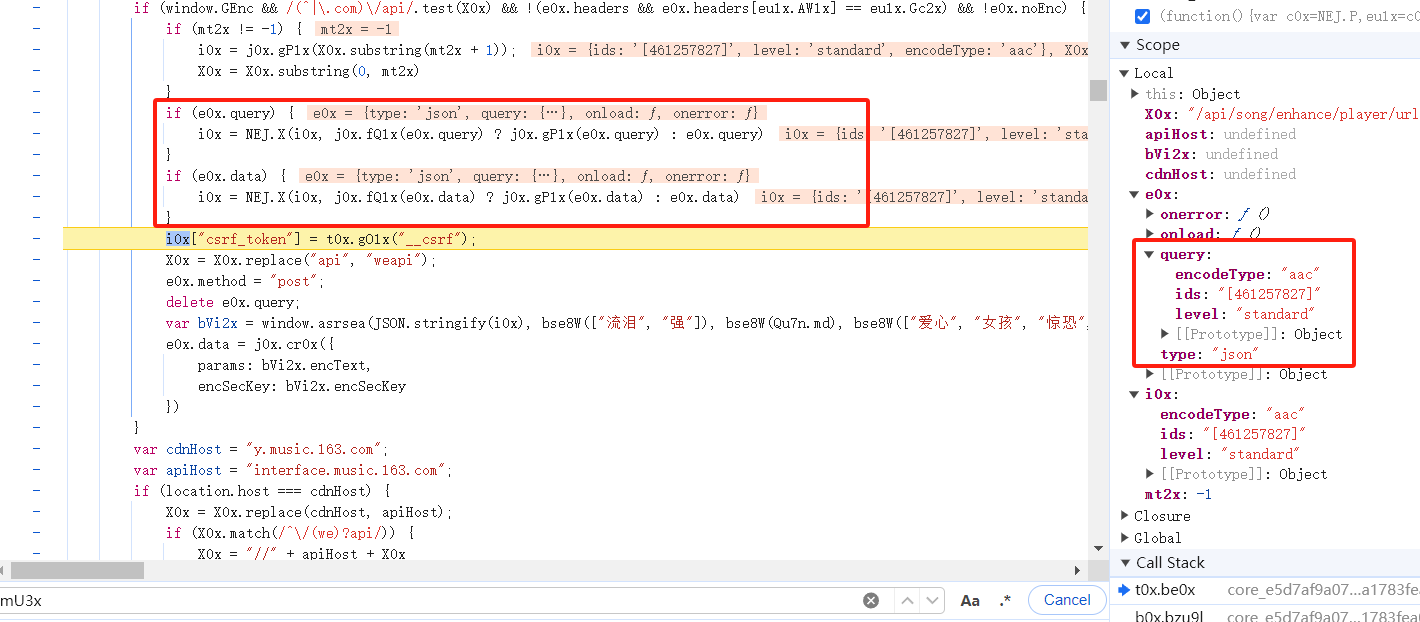 if (window.GEnc && /(^|\.com)\/api/.test(X0x) && !(e0x.headers && e0x.headers[eu1x.AW1x] == eu1x.Gc2x) && !e0x.noEnc) {
if (mt2x != -1) { mt2x = -1
i0x = j0x.gP1x(X0x.substring(mt2x + 1)); i0x = {ids: '[461257827]', level: 'standard', encodeType: 'aac'}, X0x
X0x = X0x.substring(0, mt2x)
}
if (e0x.query) { e0x = {type: 'json', query: {…}, onload: ƒ, onerror: ƒ}
i0x = NEJ.X(i0x, j0x.fQ1x(e0x.query) ? j0x.gP1x(e0x.query) : e0x.query) i0x = {ids: '[461257827]', level: 'sta
}
if (e0x.data) { e0x = {type: 'json', query: {…}, onload: ƒ, onerror: ƒ}
i0x = NEJ.X(i0x, j0x.fQ1x(e0x.data) ? j0x.gP1x(e0x.data) : e0x.data) i0x = {ids: '[461257827]', level: 'standa
}
i0x["csrf_token"] = t0x.gO1x("__csrf");
X0x = X0x.replace("api", "weapi");
e0x.method = "post";
delete e0x.query;
var bVi2x = window.asrsea(JSON.stringify(i0x), bse8W(["流泪", "强"]), bse8W(Qu7n.md), bse8W(["爱心", "女孩", "惊恐",
e0x.data = j0x.cr0x({
params: bVi2x.encText,
encSecKey: bVi2x.encSecKey
})
}
var cdnHost = "y.music.163.com";
var apiHost = "interface.music.163.com";
if (location.host === cdnHost) {
X0x = X0x.replace(cdnHost, apiHost);
if (X0x.match(/^\/(we)?api/)) {
X0x = "//" + apiHost + X0x
mU3x
Aa
.*
Cancel
(function(){var c0x=NEJ.P,eu1x=c0
Scope
Local
this: Object
X0x: "/api/song/enhance/player/url
apiHost: undefined
bVi2x: undefined
cdnHost: undefined
e0x:
onerror: ƒ ()
onload: ƒ ()
query:
encodeType: "aac"
ids: "[461257827]"
level: "standard"
[[Prototype]]: Object
type: "json"
[[Prototype]]: Object
i0x:
encodeType: "aac"
ids: "[461257827]"
level: "standard"
[[Prototype]]: Object
mt2x: -1
Closure
Global
Call Stack
t0x.be0x core_e5d7af9a07…a1783fea
b0x.bzu9l core_e5d7af9a07…a1783fea